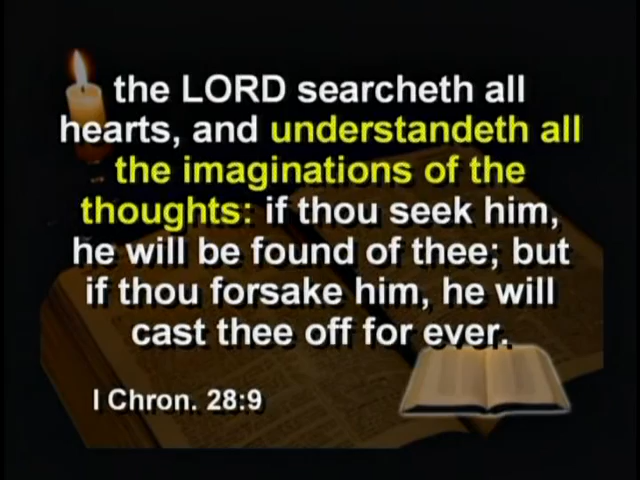 the LORD searcheth all
hearts, and understandeth all
the imaginations of the
thoughts: if thou seek him,
he will be found of thee; but
if thou forsake him, he will
cast thee off for ever.
I Chron. 28:9